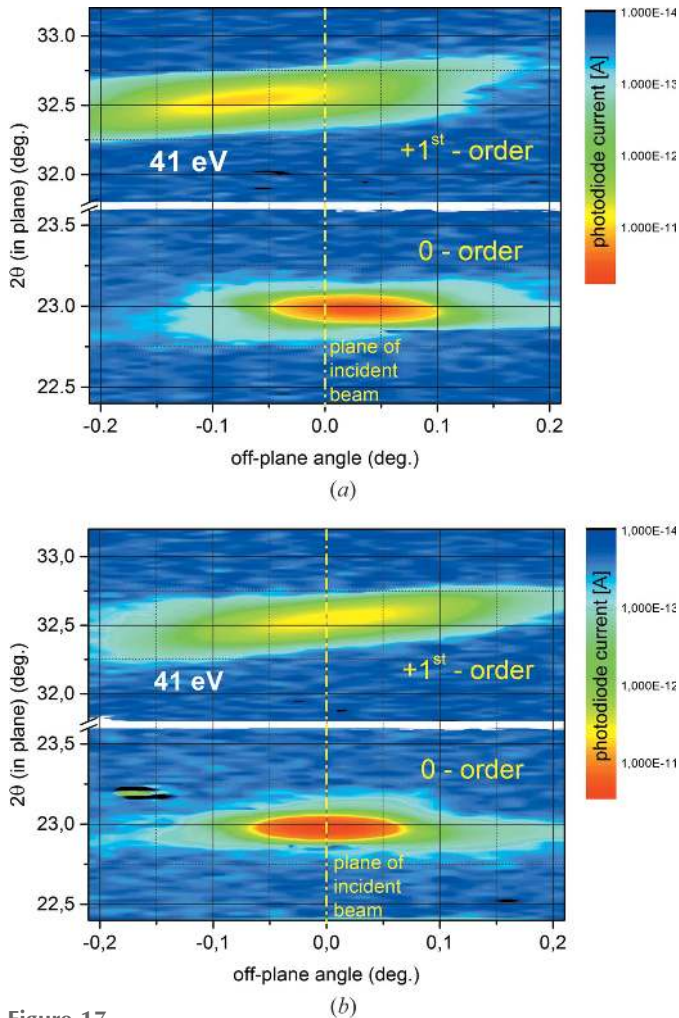 33.0
32.5
32.0
23.5
23.0
22.5
2θ (in plane) (deg.)
41 eV
+1st - order
0 - order
plane of
incident
beam
-0.2 -0.1 0.0 0.1 0.2
off-plane angle (deg.)
1,000E-14
1,000E-13
1,000E-12
1,000E-11
photodiode current [A]
(a)
33,0
32,5
32,0
23,5
23,0
22,5
2θ (in plane) (deg.)
41 eV
+1st - order
0 - order
plane of
incident
beam
-0,2 -0,1 0,0 0,1 0,2
off-plane angle (deg.)
1,000E-14
1,000E-13
1,000E-12
1,000E-11
photodiode current [A]
(b)
Figure 17